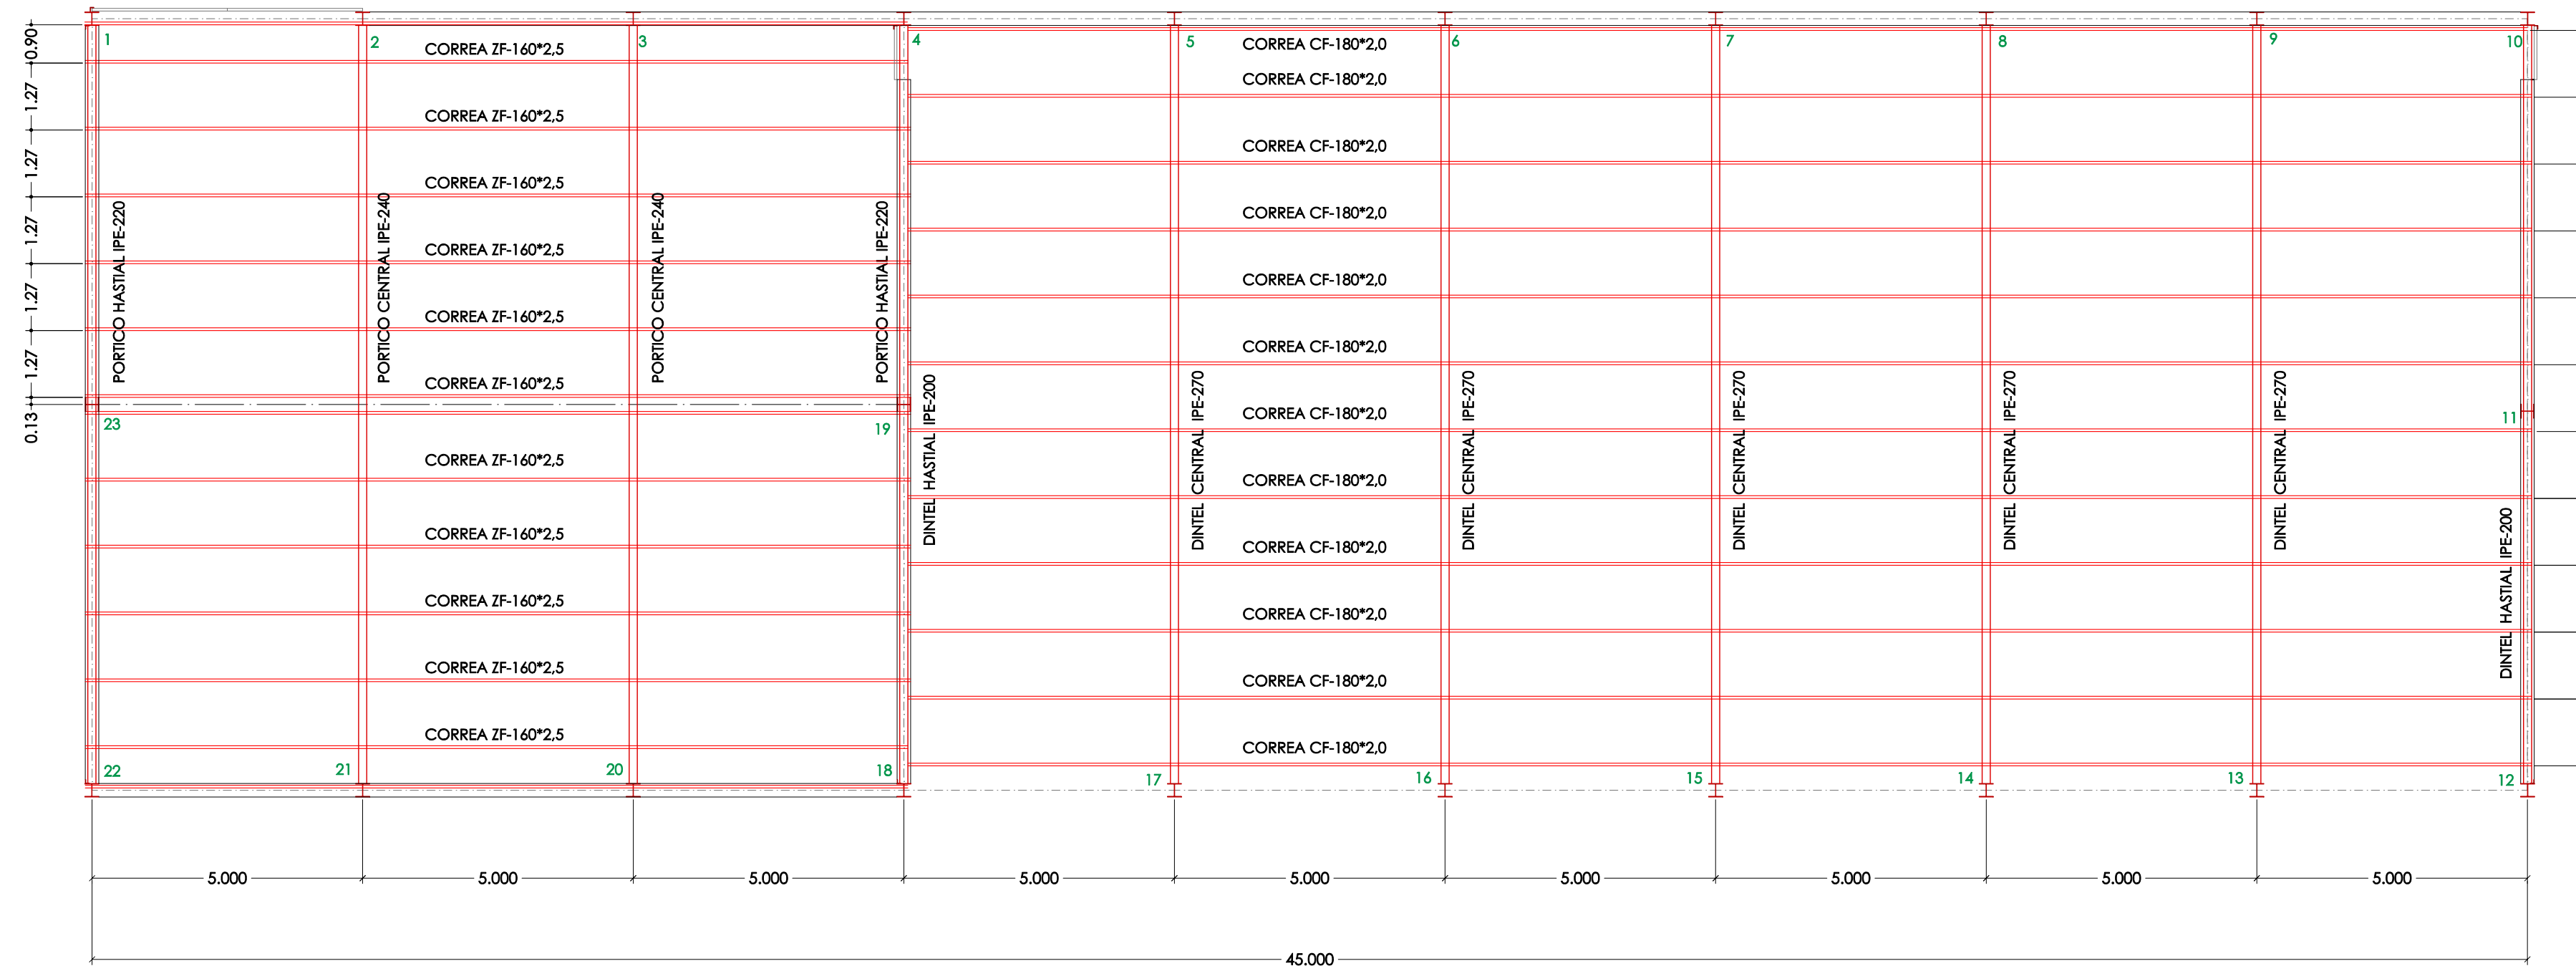 1
2
3
4
5
6
7
8
9
10
0.90
1.27
1.27
1.27
1.27
1.27
0.13
CORREA ZF-160*2,5
CORREA ZF-160*2,5
CORREA ZF-160*2,5
CORREA ZF-160*2,5
CORREA ZF-160*2,5
CORREA ZF-160*2,5
CORREA ZF-160*2,5
CORREA ZF-160*2,5
CORREA ZF-160*2,5
CORREA ZF-160*2,5
CORREA ZF-160*2,5
PORTICO HASTIAL IPE-220
PORTICO CENTRAL IPE-240
PORTICO CENTRAL IPE-240
PORTICO HASTIAL IPE-220
CORREA CF-180*2,0
CORREA CF-180*2,0
CORREA CF-180*2,0
CORREA CF-180*2,0
CORREA CF-180*2,0
CORREA CF-180*2,0
CORREA CF-180*2,0
CORREA CF-180*2,0
CORREA CF-180*2,0
CORREA CF-180*2,0
CORREA CF-180*2,0
CORREA CF-180*2,0
DINTEL HASTIAL IPE-200
DINTEL CENTRAL IPE-270
DINTEL CENTRAL IPE-270
DINTEL CENTRAL IPE-270
DINTEL CENTRAL IPE-270
DINTEL CENTRAL IPE-270
DINTEL HASTIAL IPE-200
23
19
11
22
21
20
18
17
16
15
14
13
12
5.000
5.000
5.000
5.000
5.000
5.000
5.000
5.000
5.000
45.000